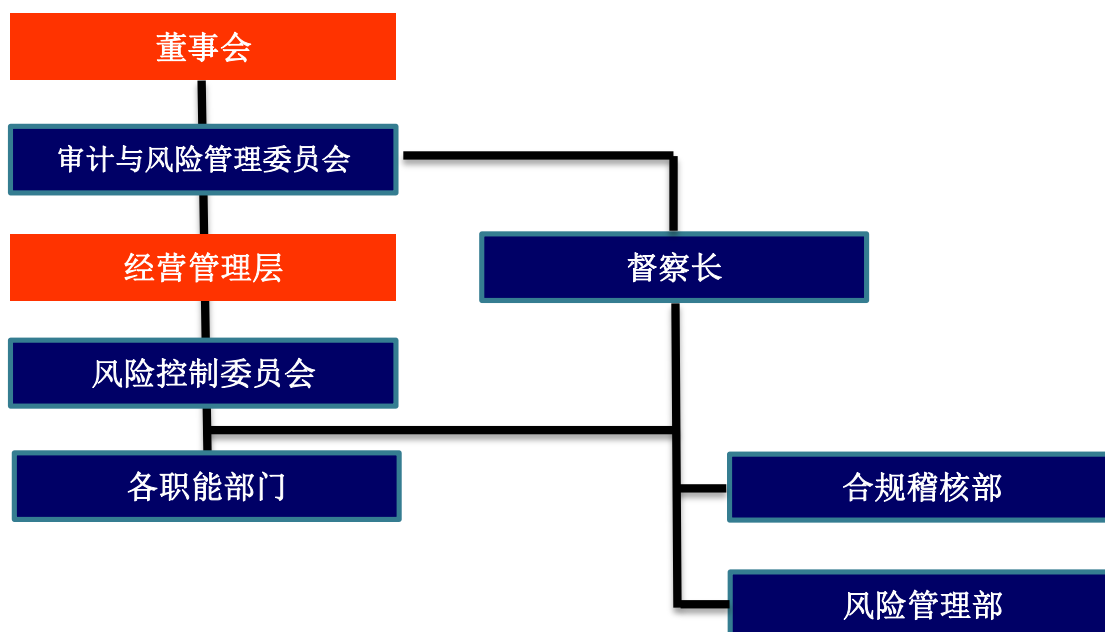 董事会
审计与风险管理委员会
经营管理层
督察长
风险控制委员会
各职能部门
合规稽核部
风险管理部